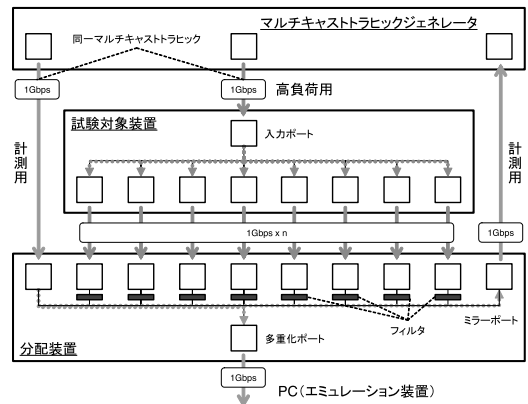 マルチキャストトラヒックジェネレータ
同一マルチキャストトラヒック
1Gbps
1Gbps
高負荷用
試験対象装置
入力ポート
計測用
計測用
1Gbps x n
1Gbps
フィルタ
ミラーポート
多重化ポート
分配装置
1Gbps
PC(エミュレーション装置)